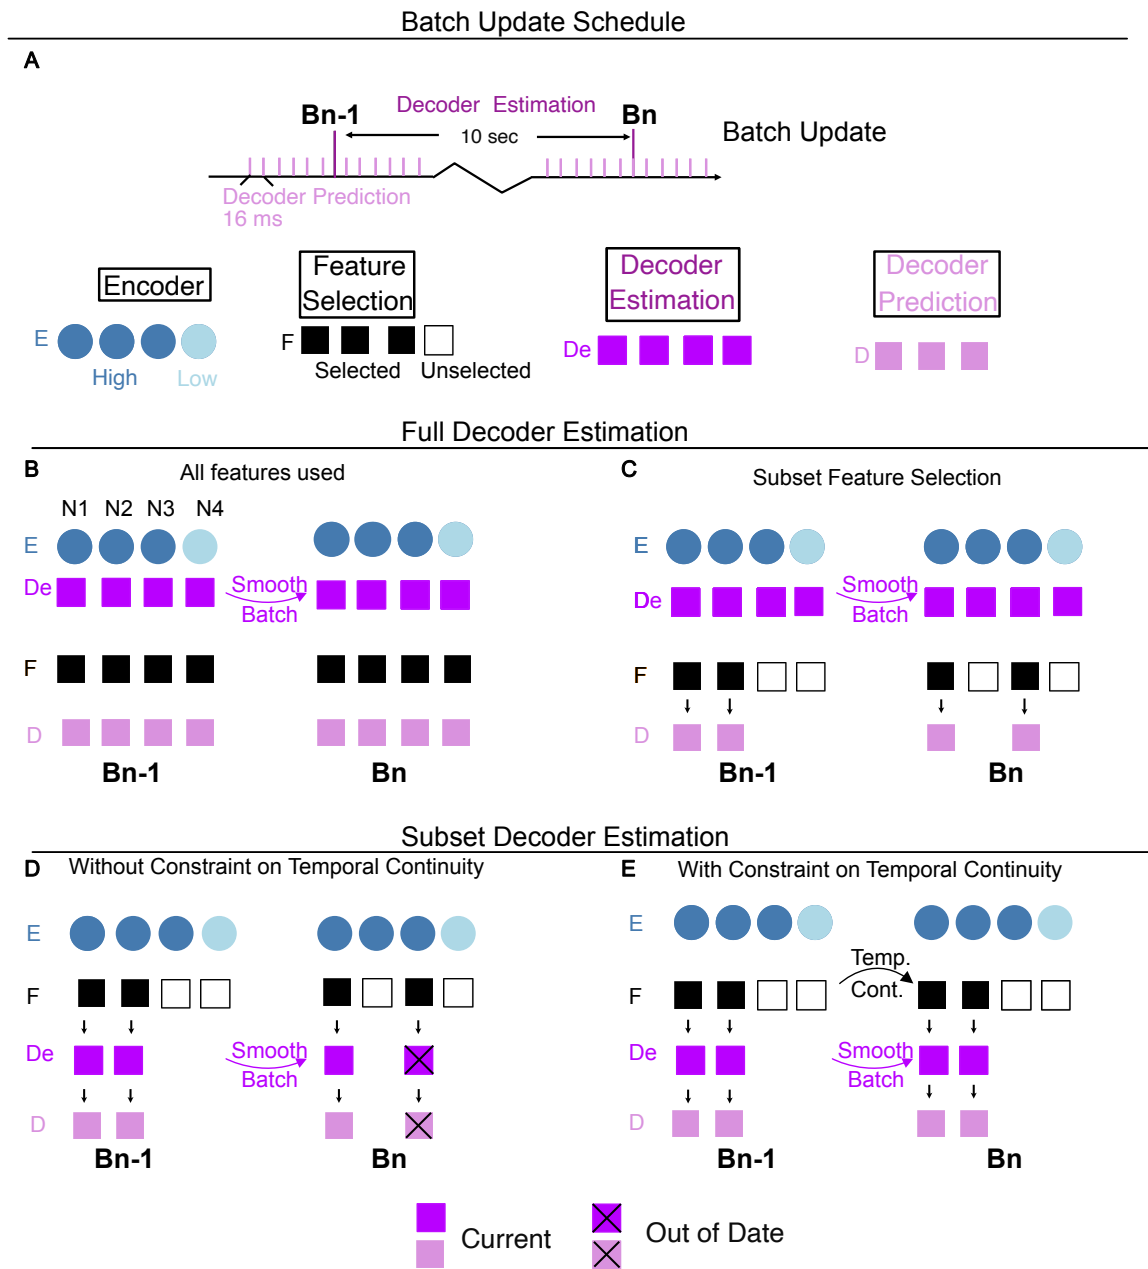 Batch Update Schedule
A
Decoder Estimation
Bn-1
Bn
10 sec
Batch Update
Decoder Prediction
16 ms
Encoder
Feature
Selection
Decoder
Estimation
Decoder
Prediction
E
F
De
D
High
Low
Selected
Unselected
Full Decoder Estimation
B
All features used
N1 N2 N3 N4
E
De
Smooth
Batch
F
D
Bn-1
Bn
C
Subset Feature Selection
E
De
Smooth
Batch
F
D
Bn-1
Bn
Subset Decoder Estimation
D
Without Constraint on Temporal Continuity
E
F
De
Smooth
Batch
D
Bn-1
Bn
E
With Constraint on Temporal Continuity
E
Temp.
Cont.
F
De
Smooth
Batch
D
Bn-1
Bn
Current
Out of Date